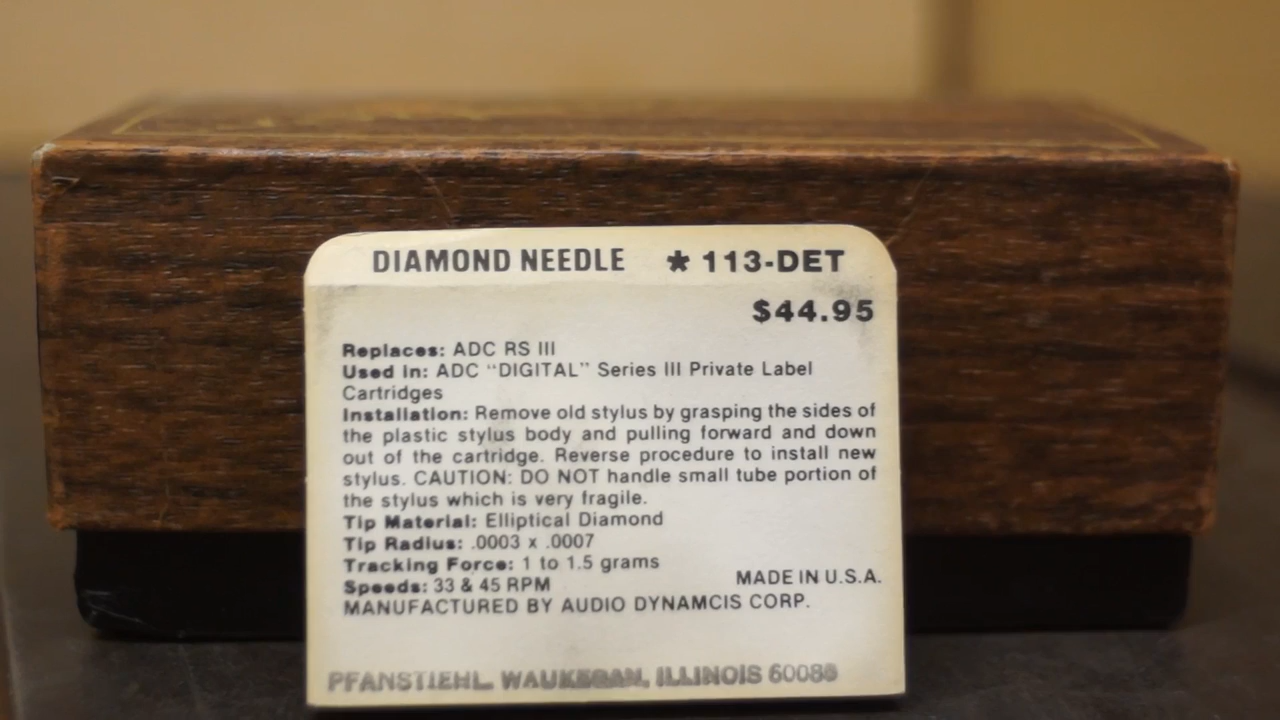 DIAMOND NEEDLE * 113-DET
$44.95
Replaces: ADC RS III
Used in: ADC "DIGITAL" Series III Private Label
Cartridges
Installation: Remove old stylus by grasping the sides of
the plastic stylus body and pulling forward and down
out of the cartridge. Reverse procedure to install new
stylus. CAUTION: DO NOT handle small tube portion of
the stylus which is very fragile.
Tip Material: Elliptical Diamond
Tip Radius: .0003 x .0007
Tracking Force: 1 to 1.5 grams
Speeds: 33 & 45 RPM
MADE IN U.S.A.
MANUFACTURED BY AUDIO DYNAMCIS CORP.
PFANSTIEHL, WAUKEGAN, ILLINOIS